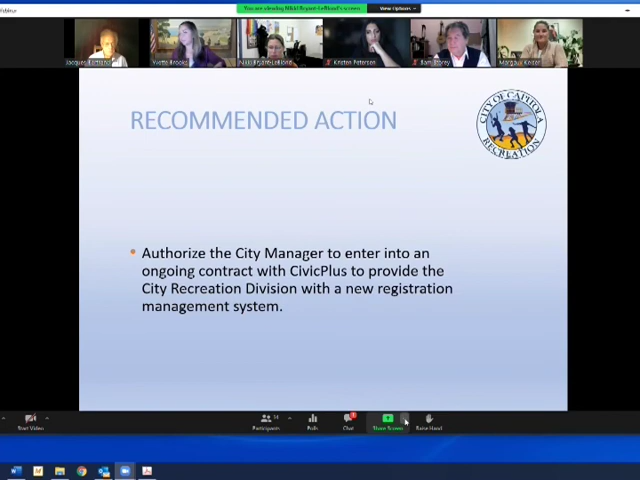 You are viewing Nikki Bryant-LeBlond's screen
View Options
Jacques Bertrand
Yvette Brooks
Nikki Bryant-LeBlond
Kristen Petersen
Sam Storey
Margaux Keiser
RECOMMENDED ACTION
CITY OF CAPITOLA
RECREATION
• Authorize the City Manager to enter into an
ongoing contract with CivicPlus to provide the
City Recreation Division with a new registration
management system.
Start Video
Participants
14
Polls
Chat
Share Screen
Raise Hand